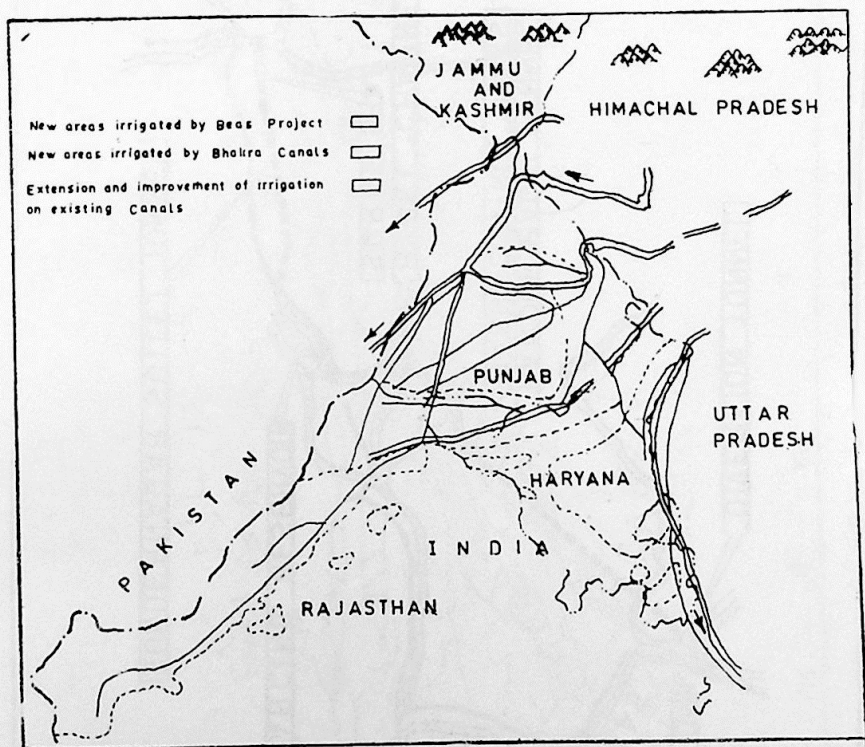 JAMMU
AND
KASHMIR
HIMACHAL PRADESH
New areas irrigated by Beas Project
New areas irrigated by Bhakra Canals
Extension and improvement of irrigation
on existing Canals
PUNJAB
UTTAR
PRADESH
HARYANA
PAKISTAN
INDIA
RAJASTHAN